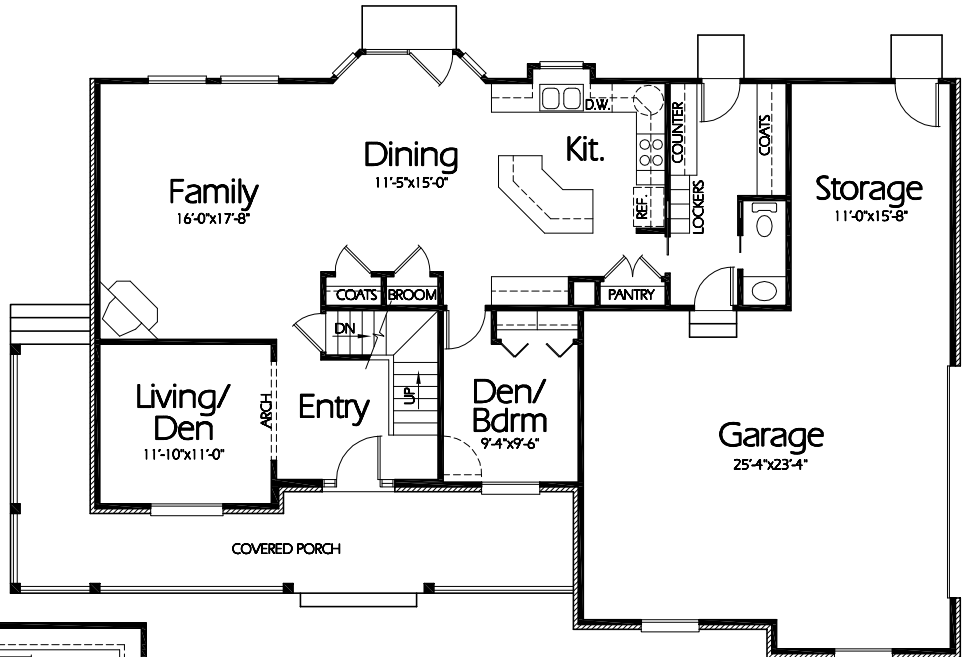 D.W.
COUNTER
COATS
Kit.
Dining
11'-5"x15'-0"
Family
16'-0"x17'-8"
REF.
LOCKERS
Storage
11'-0"x15'-8"
COATS
BROOM
PANTRY
DN
UP
Living/
Den
11'-10"x11'-0"
ARCH.
Entry
Den/
Bdrm
9'-4"x9'-6"
Garage
25'-4"x23'-4"
COVERED PORCH